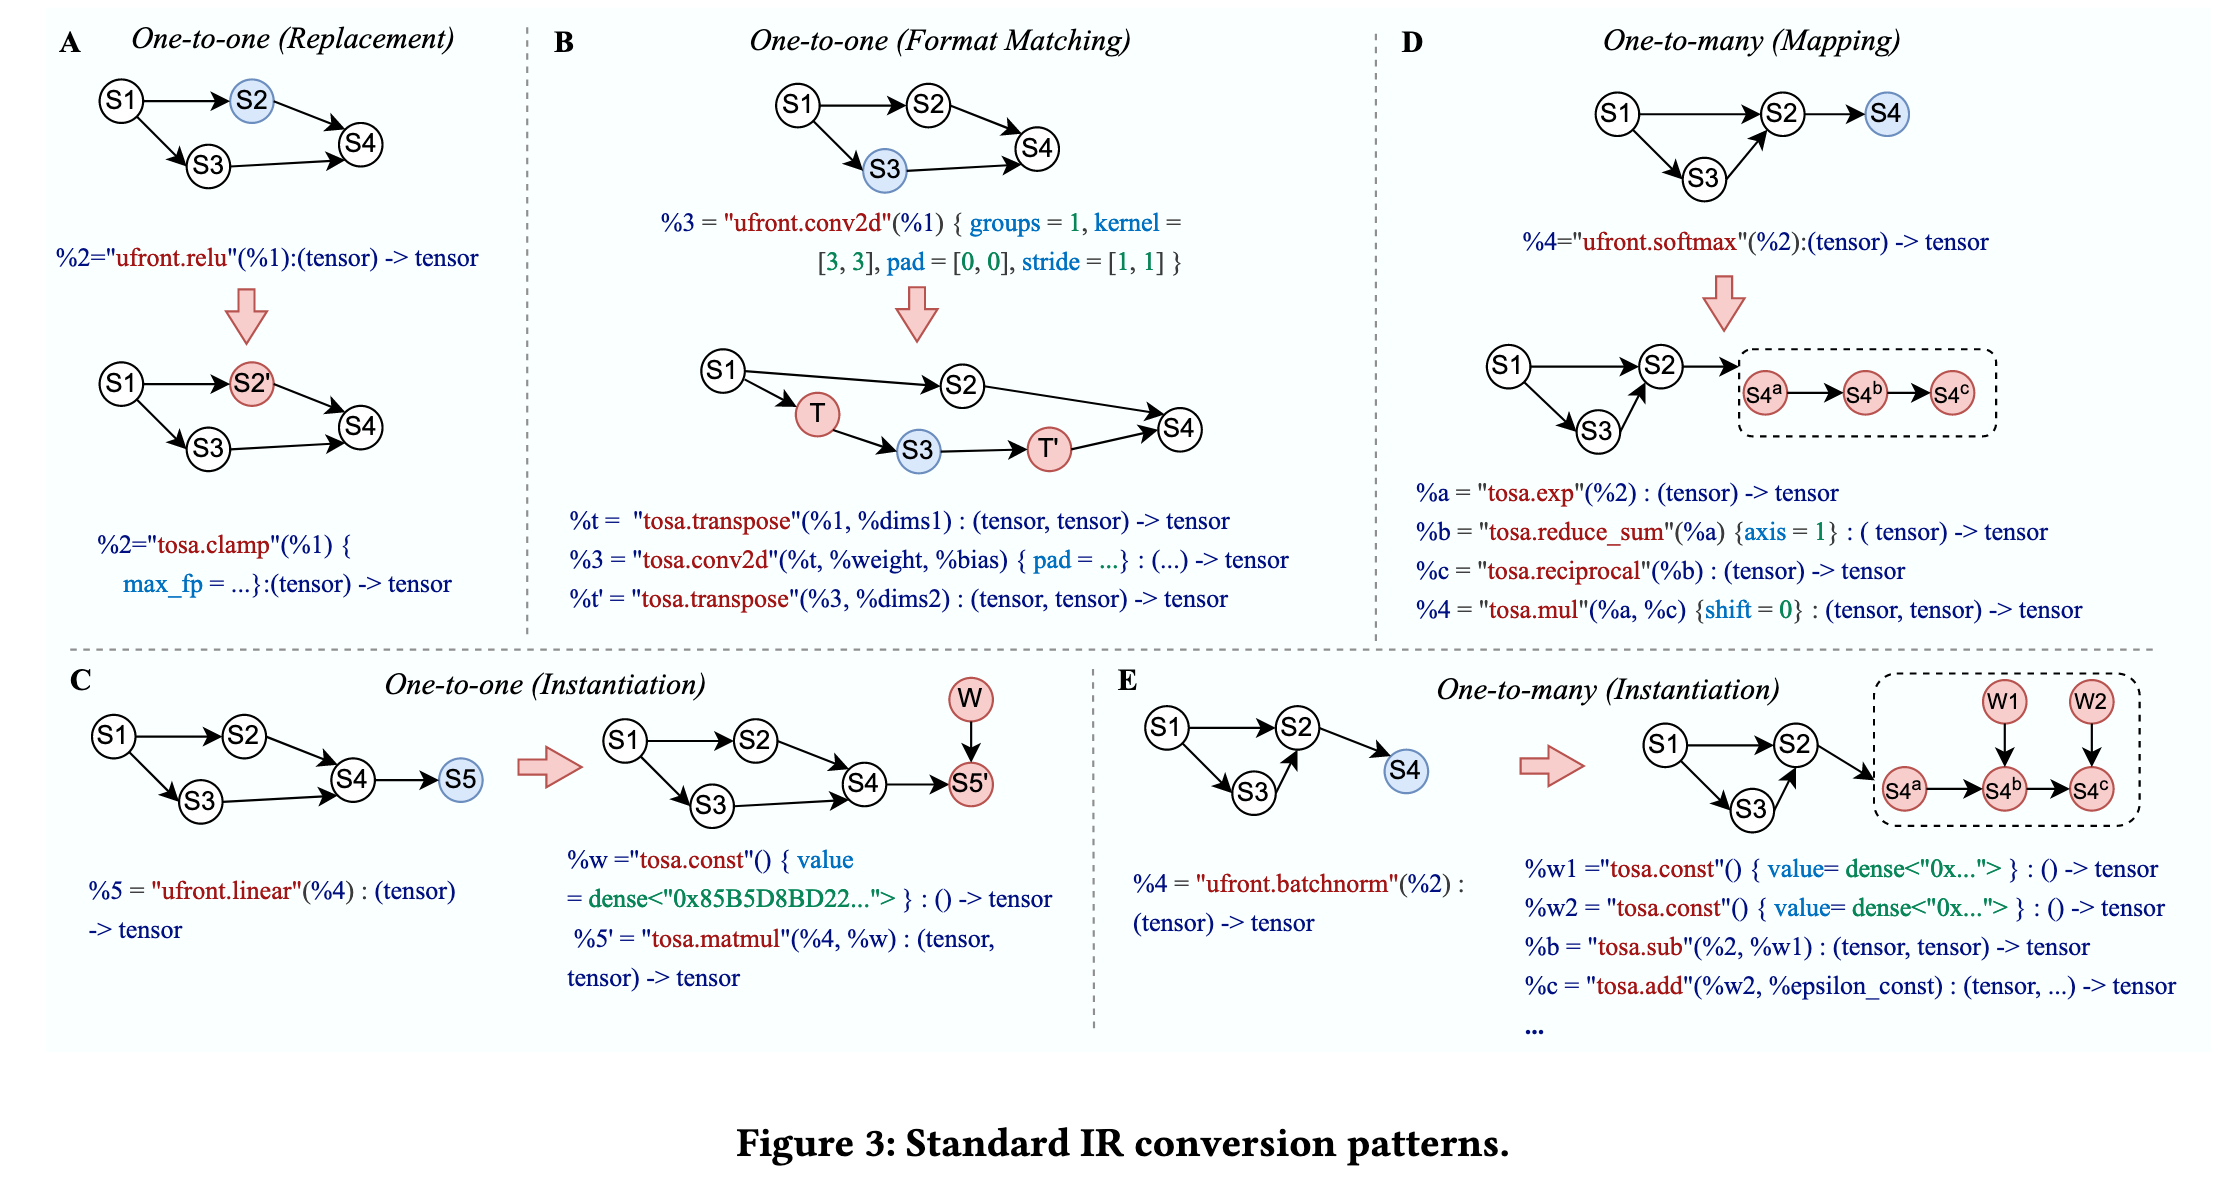 A One-to-one (Replacement)
S1 S2
S3 S4
%2="ufront.relu"(%1):(tensor) -> tensor
S1 S2'
S3 S4
%2="tosa.clamp"(%1) {
max_fp = ...}:(tensor) -> tensor
B One-to-one (Format Matching)
S1 S2
S3 S4
%3 = "ufront.conv2d"(%1) { groups = 1, kernel =
[3, 3], pad = [0, 0], stride = [1, 1] }
S1 S2
T S3 T' S4
%t = "tosa.transpose"(%1, %dims1) : (tensor, tensor) -> tensor
%3 = "tosa.conv2d"(%t, %weight, %bias) { pad = ...} : (...) -> tensor
%t' = "tosa.transpose"(%3, %dims2) : (tensor, tensor) -> tensor
D One-to-many (Mapping)
S1 S2 S4
S3
%4="ufront.softmax"(%2):(tensor) -> tensor
S1 S2
S3
S4a S4b S4c
%a = "tosa.exp"(%2) : (tensor) -> tensor
%b = "tosa.reduce_sum"(%a) {axis = 1} : ( tensor) -> tensor
%c = "tosa.reciprocal"(%b) : (tensor) -> tensor
%4 = "tosa.mul"(%a, %c) {shift = 0} : (tensor, tensor) -> tensor
C One-to-one (Instantiation)
S1 S2
S3 S4 S5
%5 = "ufront.linear"(%4) : (tensor)
-> tensor
W
S1 S2
S3 S4 S5'
%w ="tosa.const"() { value
= dense<"0x85B5D8BD22..."> } : () -> tensor
%5' = "tosa.matmul"(%4, %w) : (tensor,
tensor) -> tensor
E One-to-many (Instantiation)
S1 S2
S3 S4
%4 = "ufront.batchnorm"(%2) :
(tensor) -> tensor
W1 W2
S1 S2
S3
S4a S4b S4c
%w1 ="tosa.const"() { value= dense<"0x..."> } : () -> tensor
%w2 = "tosa.const"() { value= dense<"0x..."> } : () -> tensor
%b = "tosa.sub"(%2, %w1) : (tensor, tensor) -> tensor
%c = "tosa.add"(%w2, %epsilon_const) : (tensor, ...) -> tensor
...
Figure 3: Standard IR conversion patterns.